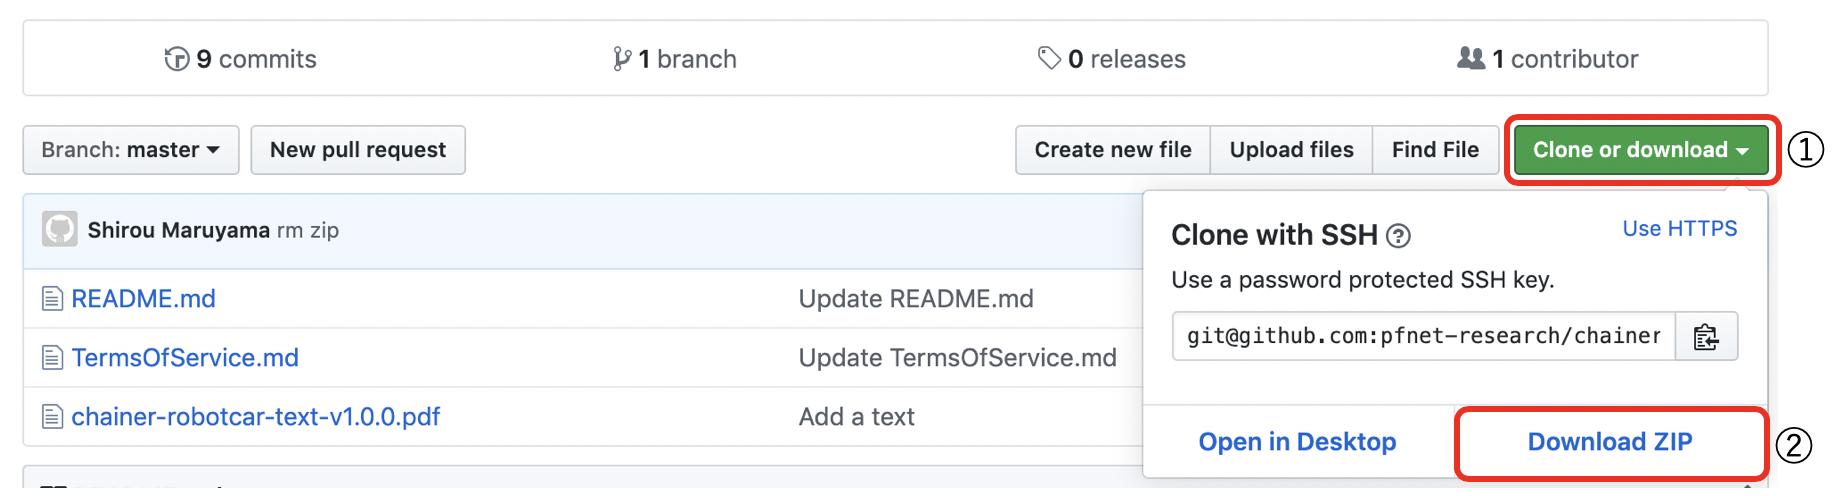 9 commits
1 branch
0 releases
1 contributor
Branch: master
New pull request
Create new file
Upload files
Find File
Clone or download
①
Shirou Maruyama rm zip
README.md
Update README.md
TermsOfService.md
Update TermsOfService.md
chainer-robotcar-text-v1.0.0.pdf
Add a text
Clone with SSH ?
Use HTTPS
Use a password protected SSH key.
git@github.com:pfnet-research/chainer
Open in Desktop
Download ZIP
②